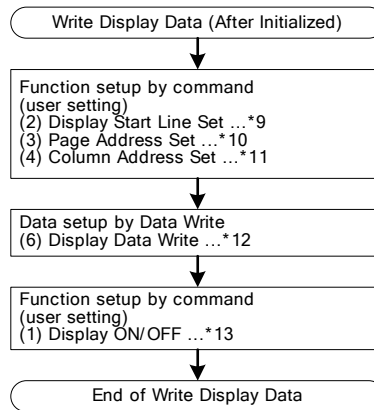 Write Display Data (After Initialized)
Function setup by command
(user setting)
(2) Display Start Line Set ...*9
(3) Page Address Set ...*10
(4) Column Address Set ...*11
Data setup by Data Write
(6) Display Data Write ...*12
Function setup by command
(user setting)
(1) Display ON/OFF ...*13
End of Write Display Data